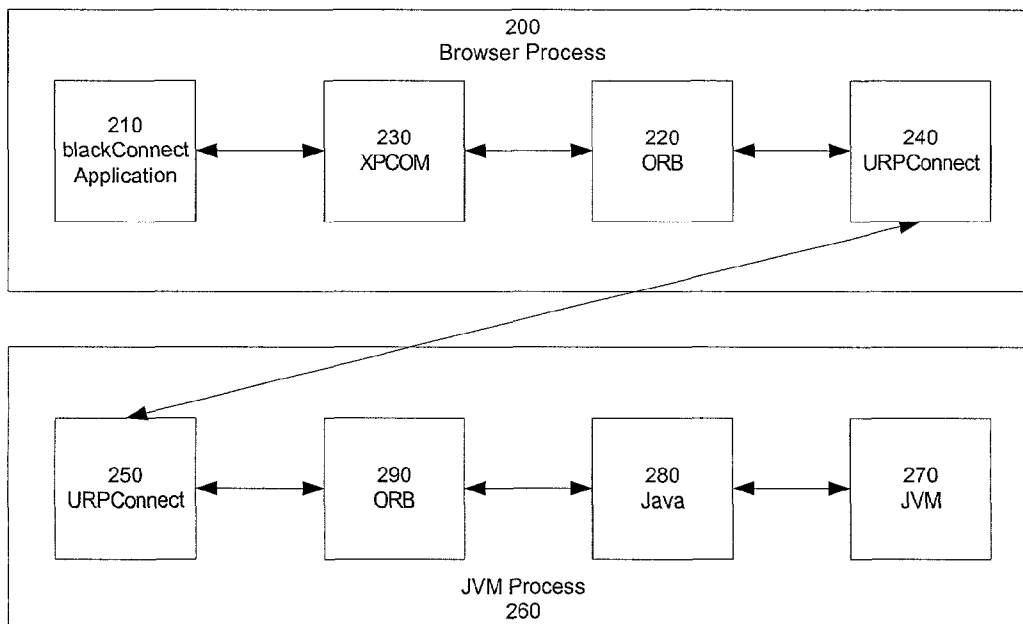 200
Browser Process
210
blackConnect
Application
230
XPCOM
220
ORB
240
URPConnect
250
URPConnect
290
ORB
280
Java
270
JVM
JVM Process
260